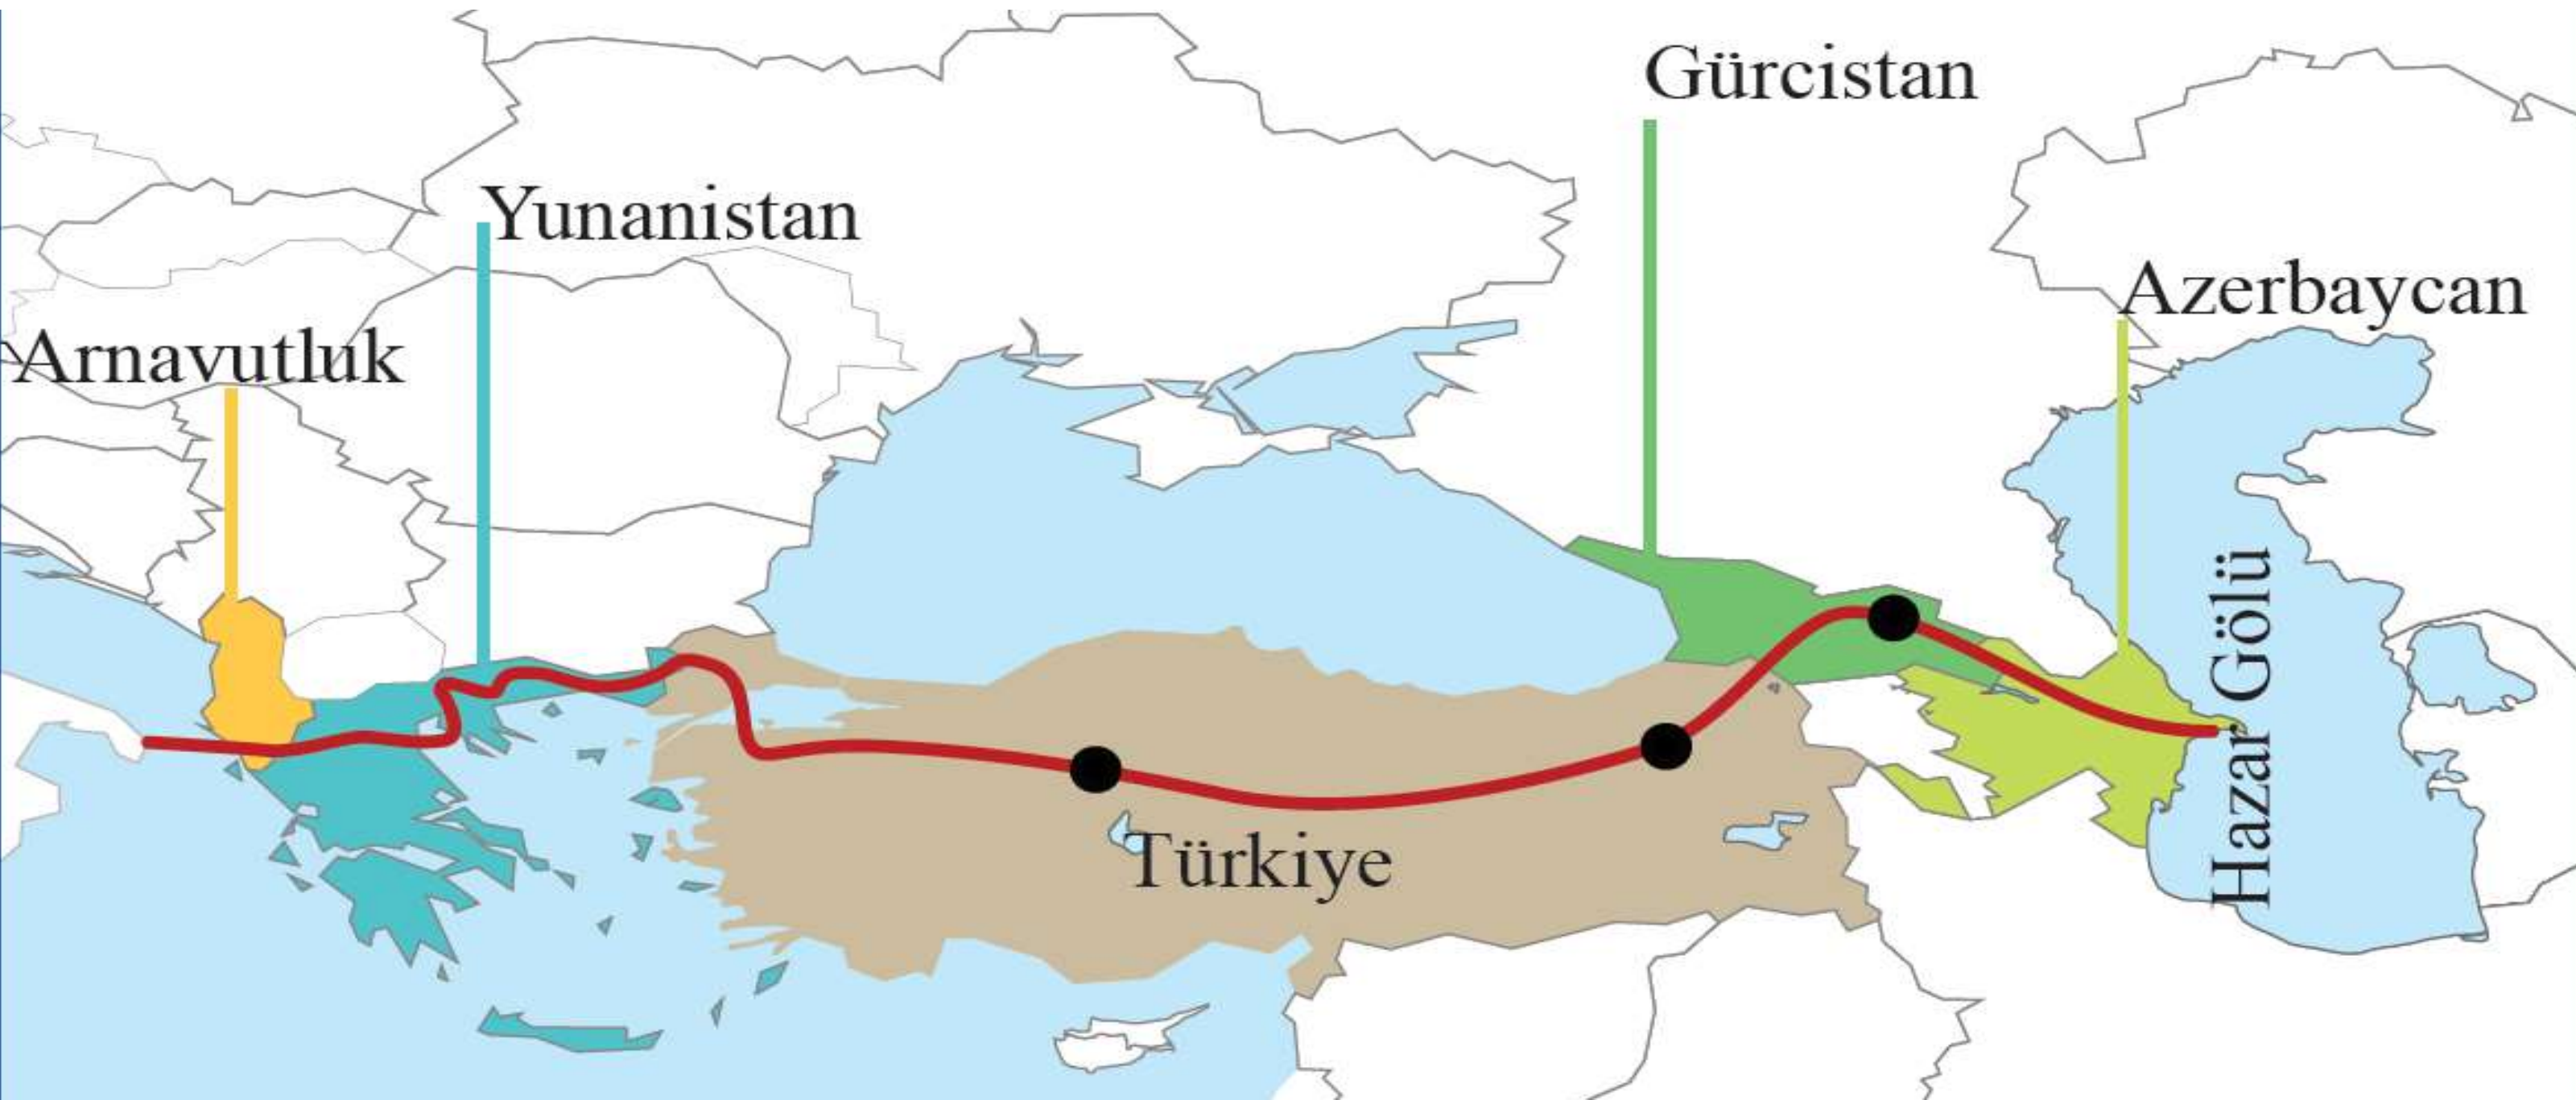 Gürcistan
Yunanistan
Azerbaycan
Arnavutluk
Hazar Gölü
Türkiye